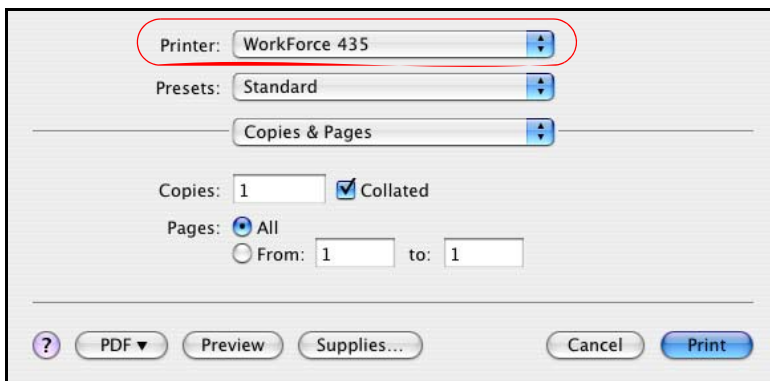 Printer: WorkForce 435
Presets: Standard
Copies & Pages
Copies: 1 Collated
Pages: All
From: 1 to: 1
? PDF▼ Preview Supplies... Cancel Print